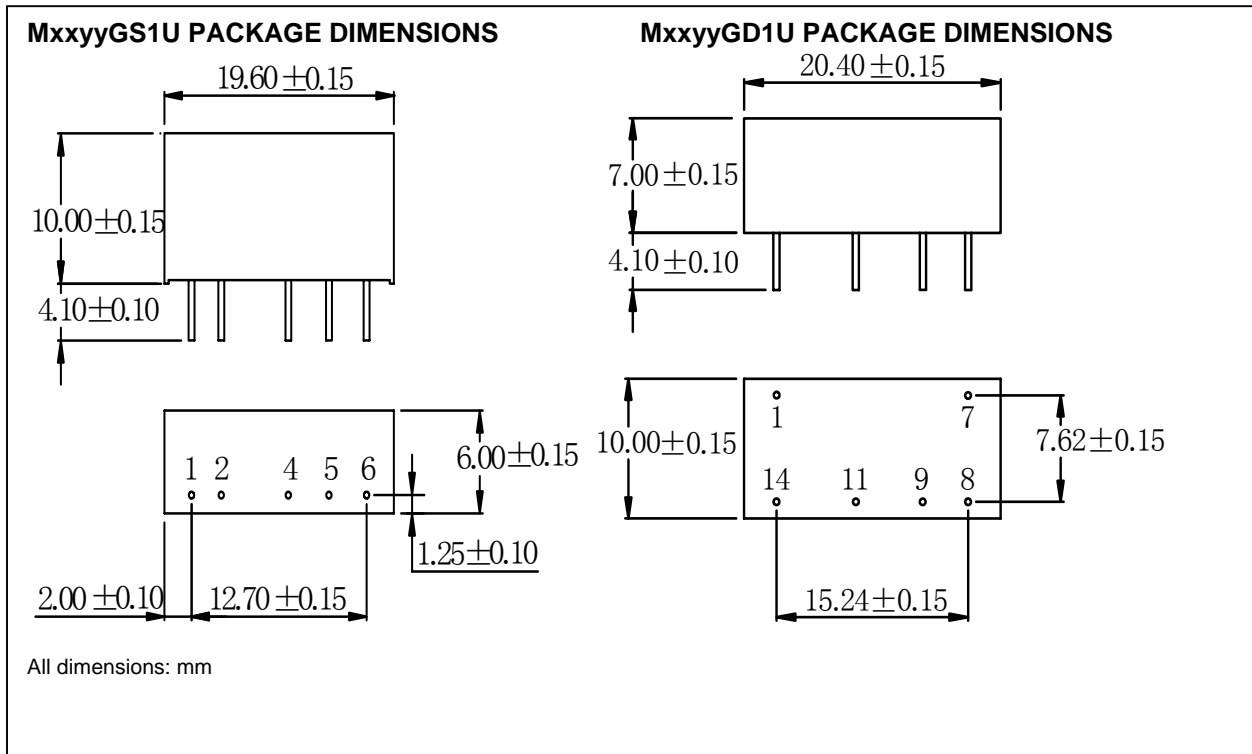 MxxyyGS1U PACKAGE DIMENSIONS
19.60±0.15
10.00±0.15
4.10±0.10
1 2 4 5 6
6.00±0.15
1.25±0.10
2.00±0.10
12.70±0.15
MxxyyGD1U PACKAGE DIMENSIONS
20.40±0.15
7.00±0.15
4.10±0.10
1 7
10.00±0.15
7.62±0.15
14 11 9 8
15.24±0.15
All dimensions: mm